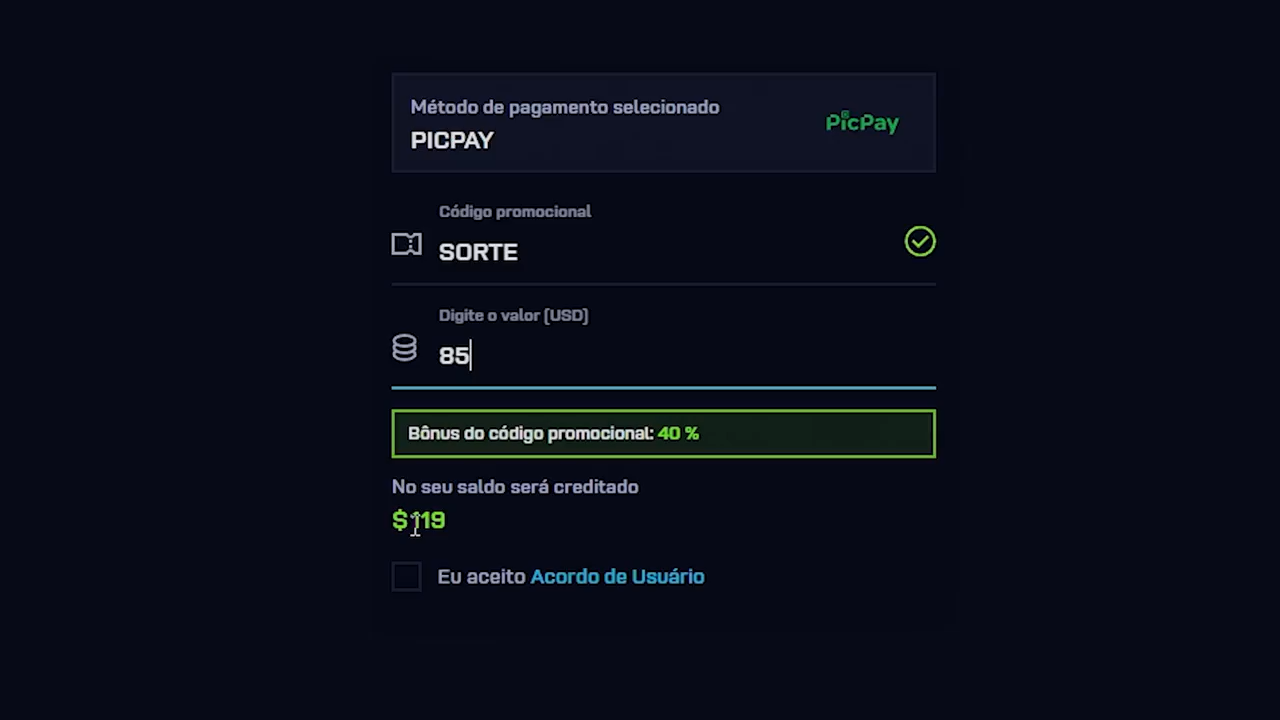 Método de pagamento selecionado
PICPAY
PicPay
Código promocional
SORTE
Digite o valor (USD)
85
Bônus do código promocional: 40 %
No seu saldo será creditado
$119
Eu aceito Acordo de Usuário